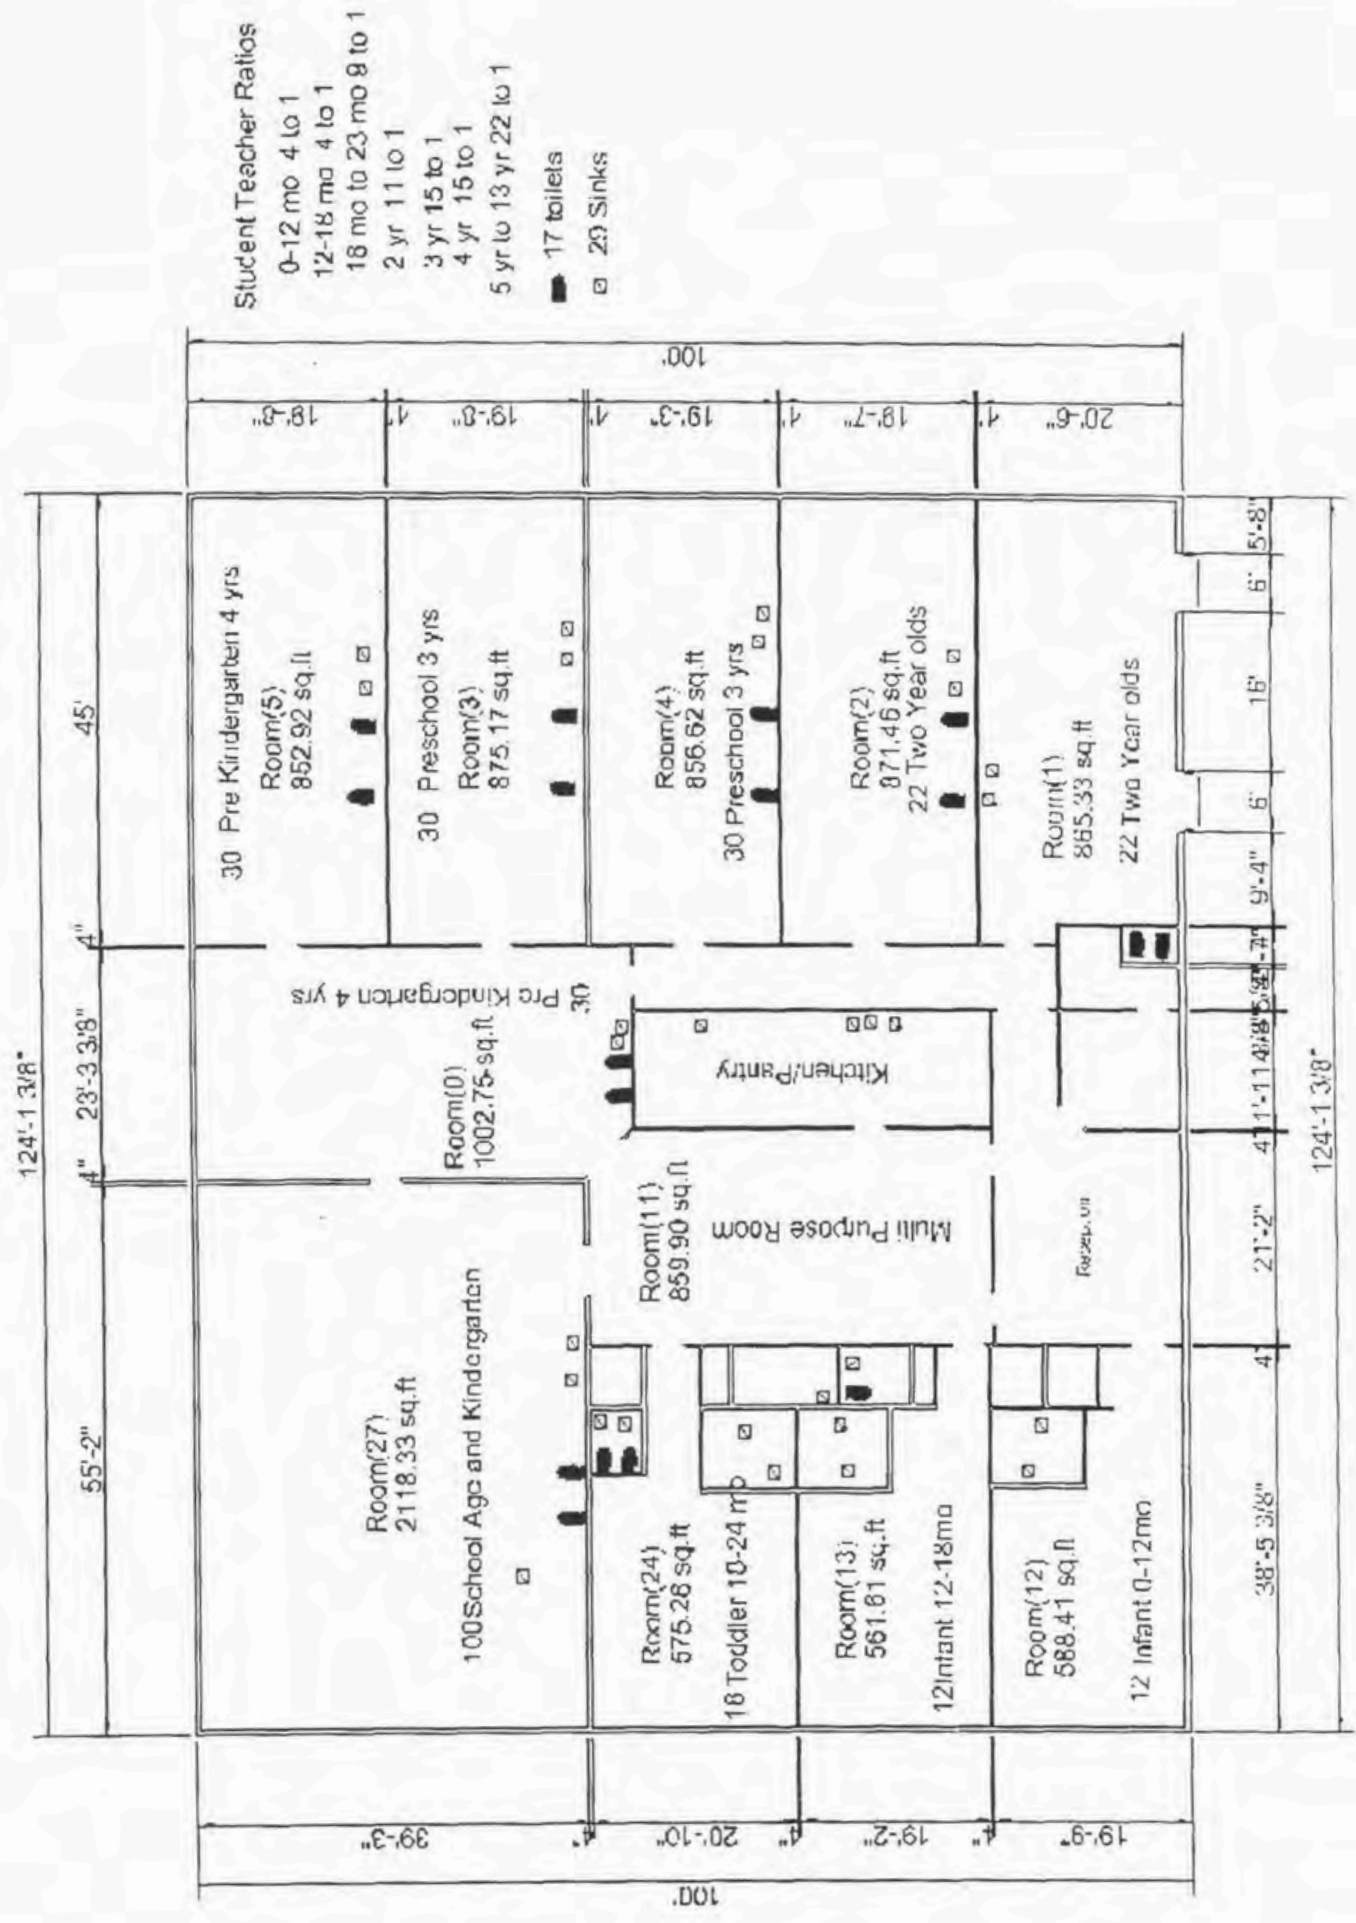 Student Teacher Ratios
0-12 mo 4 to 1
12-18 mo 4 to 1
18 mo to 23 mo 9 to 1
2 yr 11 to 1
3 yr 15 to 1
4 yr 15 to 1
5 yr to 13 yr 22 to 1
17 toilets
29 Sinks
124'-1 3/8"
55'-2"
4"
23'-3 3/8"
4"
45'
100'
19'-8"
1'
19'-8"
1'
19'-3"
1'
19'-7"
1'
20'-6"
30 Pre Kindergarten 4 yrs
Room(5)
852.92 sq.ft
30 Preschool 3 yrs
Room(3)
875.17 sq.ft
Room(4)
856.62 sq.ft
30 Preschool 3 yrs
Room(2)
871.46 sq.ft
22 Two Year olds
Room(1)
865.33 sq.ft
22 Two Year olds
30 Pre Kindergarten 4 yrs
Room(0)
1002.75 sq.ft
Kitchen/Pantry
Room(11)
859.90 sq.ft
Multi Purpose Room
Room(27)
2118.33 sq.ft
100School Age and Kindergarten
Room(24)
575.28 sq.ft
18 Toddler 10-24 mo
Room(13)
561.81 sq.ft
12Infant 12-18mo
Room(12)
588.41 sq.ft
12 Infant 0-12mo
39'-3"
4"
20'-10"
4"
19'-2"
4"
19'-9"
100'
38'-5 3/8"
21'-2"
9'-4"
6'
16'
6'
5'-8"
124'-1 3/8"